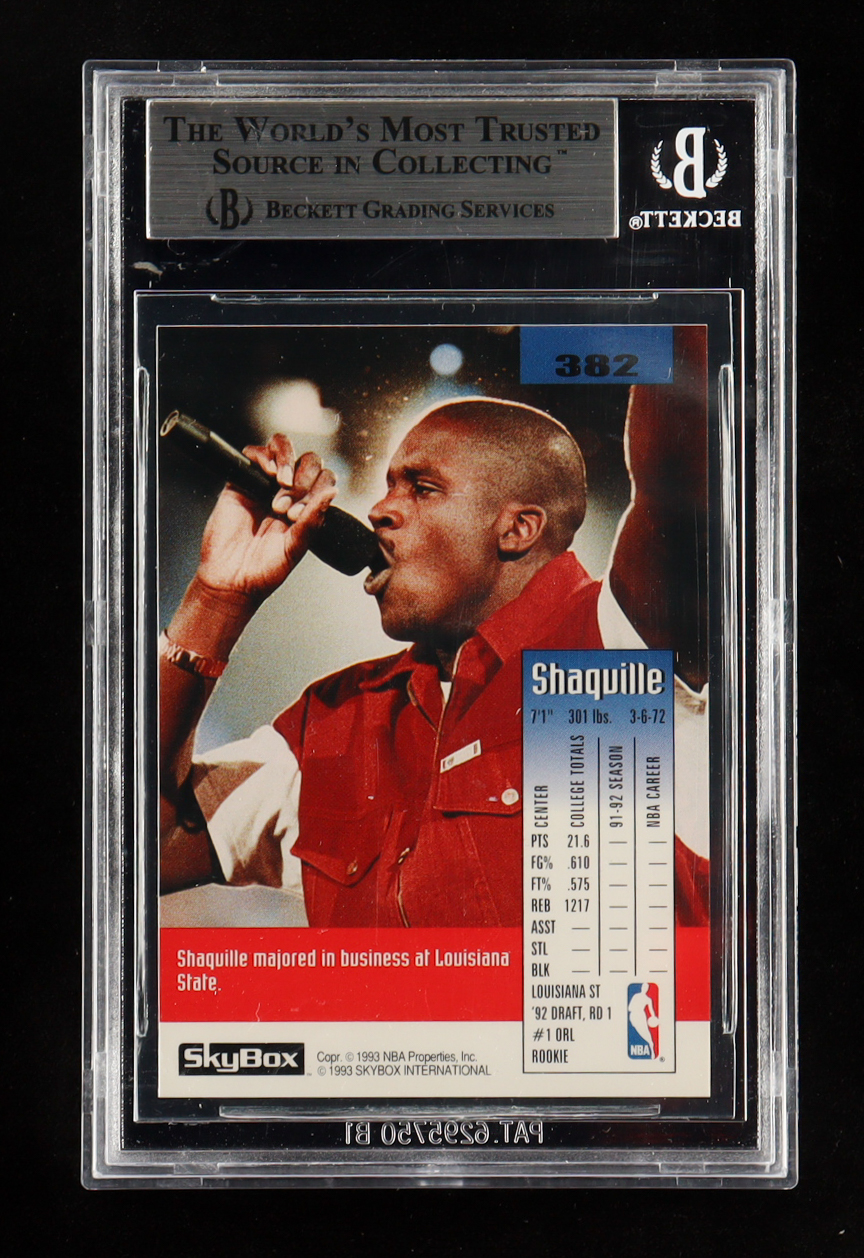 THE WORLD'S MOST TRUSTED
SOURCE IN COLLECTING™
B BECKETT GRADING SERVICES
B
BECKETT®
382
Shaquille
7'1" 301 lbs. 3-6-72
CENTER COLLEGE TOTALS 91-92 SEASON NBA CAREER
PTS 21.6 — —
FG% .610 — —
FT% .575 — —
REB 1217 — —
ASST — — —
STL — — —
BLK — — —
LOUISIANA ST
'92 DRAFT, RD 1
#1 ORL
ROOKIE
NBA®
Shaquille majored in business at Louisiana
State.
SkyBox™
Copr. © 1993 NBA Properties, Inc.
© 1993 SKYBOX INTERNATIONAL
PAT.6295750 B1